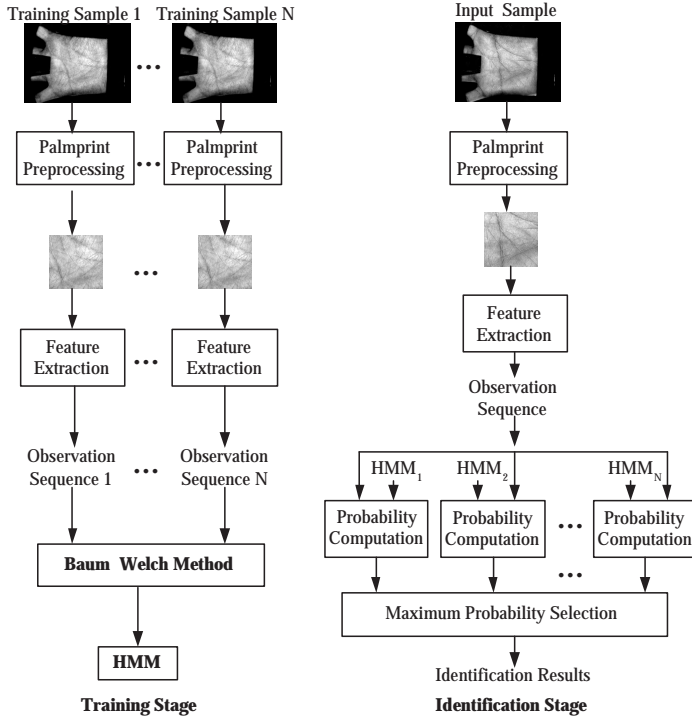 Training Sample 1
Training Sample N
...
Palmprint
Preprocessing
...
Palmprint
Preprocessing
...
Feature
Extraction
...
Feature
Extraction
Observation
Sequence 1
...
Observation
Sequence N
Baum Welch Method
HMM
Training Stage
Input Sample
Palmprint
Preprocessing
Feature
Extraction
Observation
Sequence
HMM1
HMM2
HMMN
Probability
Computation
Probability
Computation
...
Probability
Computation
...
Maximum Probability Selection
Identification Results
Identification Stage